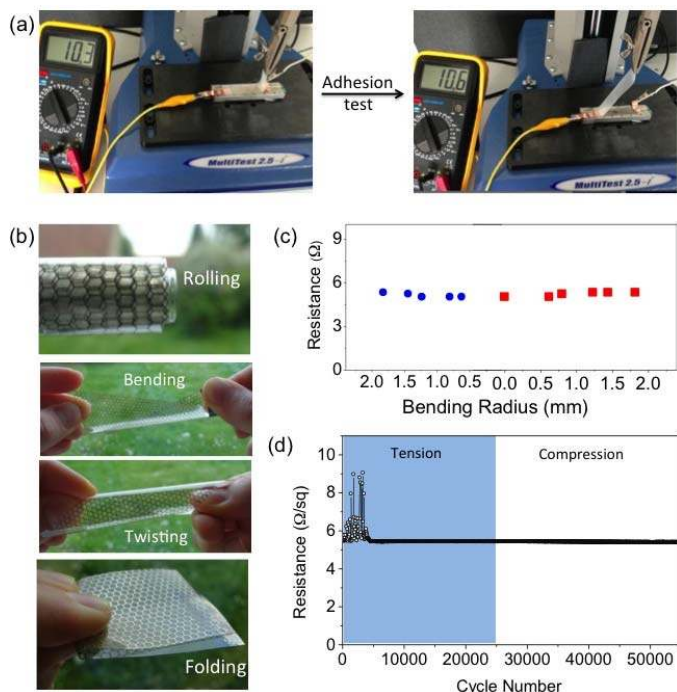 (a)
10.3
MultiTest 2.5-i
Adhesion
test
10.6
MultiTest 2.5-i
(b)
Rolling
Bending
Twisting
Folding
(c)
Resistance (Ω)
9.0
6.0
3.0
0
2.0 1.5 1.0 0.5 0.0 0.5 1.0 1.5 2.0
Bending Radius (mm)
(d)
Resistance (Ω/sq)
10
8
6
4
2
0
Tension
Compression
0 10000 20000 30000 40000 50000
Cycle Number